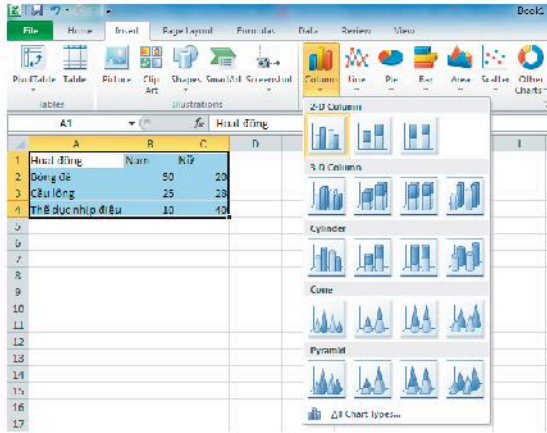 Book1
File Home Insert Page Layout Formulas Data Review View
PivotTable Table Picture Clip Art Shapes SmartArt Screenshot Column Line Pie Bar Area Scatter Other Charts
Tables Illustrations
2-D Column
A1 fx Hoạt động
A B C D I
1 Hoạt động Nam Nữ
2 Bóng đá 50 20
3 Cầu lông 25 28
4 Thể dục nhịp điệu 10 40
5
6
7
8
9
10
11
12
13
14
15
16
17
3-D Column
Cylinder
Cone
Pyramid
All Chart Types...